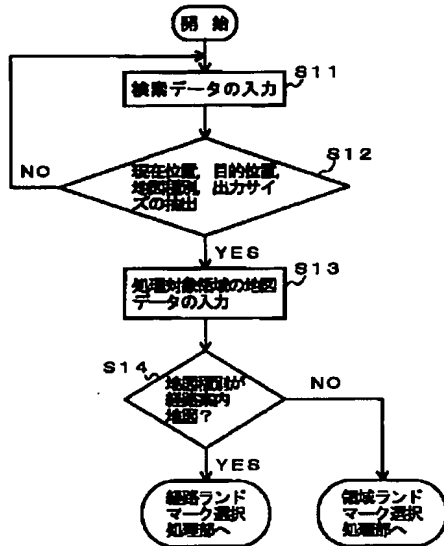 開始
S11
検索データの入力
S12
現在位置，目的位置，
地図種別，出力サイ
ズの抽出
NO
YES
S13
処理対象領域の地図
データの入力
S14
地図種別が
経路案内
地図？
NO
YES
経路ランド
マーク選択
処理部へ
領域ランド
マーク選択
処理部へ